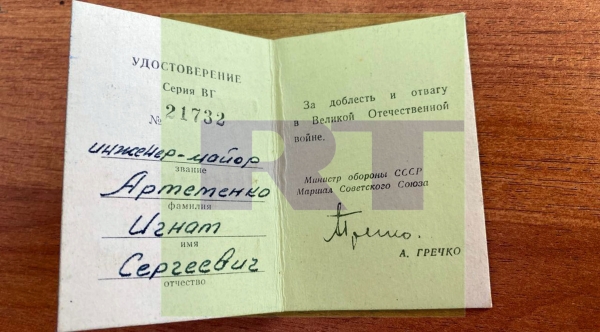 УДОСТОВЕРЕНИЕ
Серия ВГ
№ 21732
инженер-майор
звание
Артеменко
фамилия
Игнат
имя
Сергеевич
отчество
За доблесть и отвагу
в Великой Отечественной
войне.
Министр обороны СССР
Маршал Советского Союза
Гречко.
А. ГРЕЧКО
RT